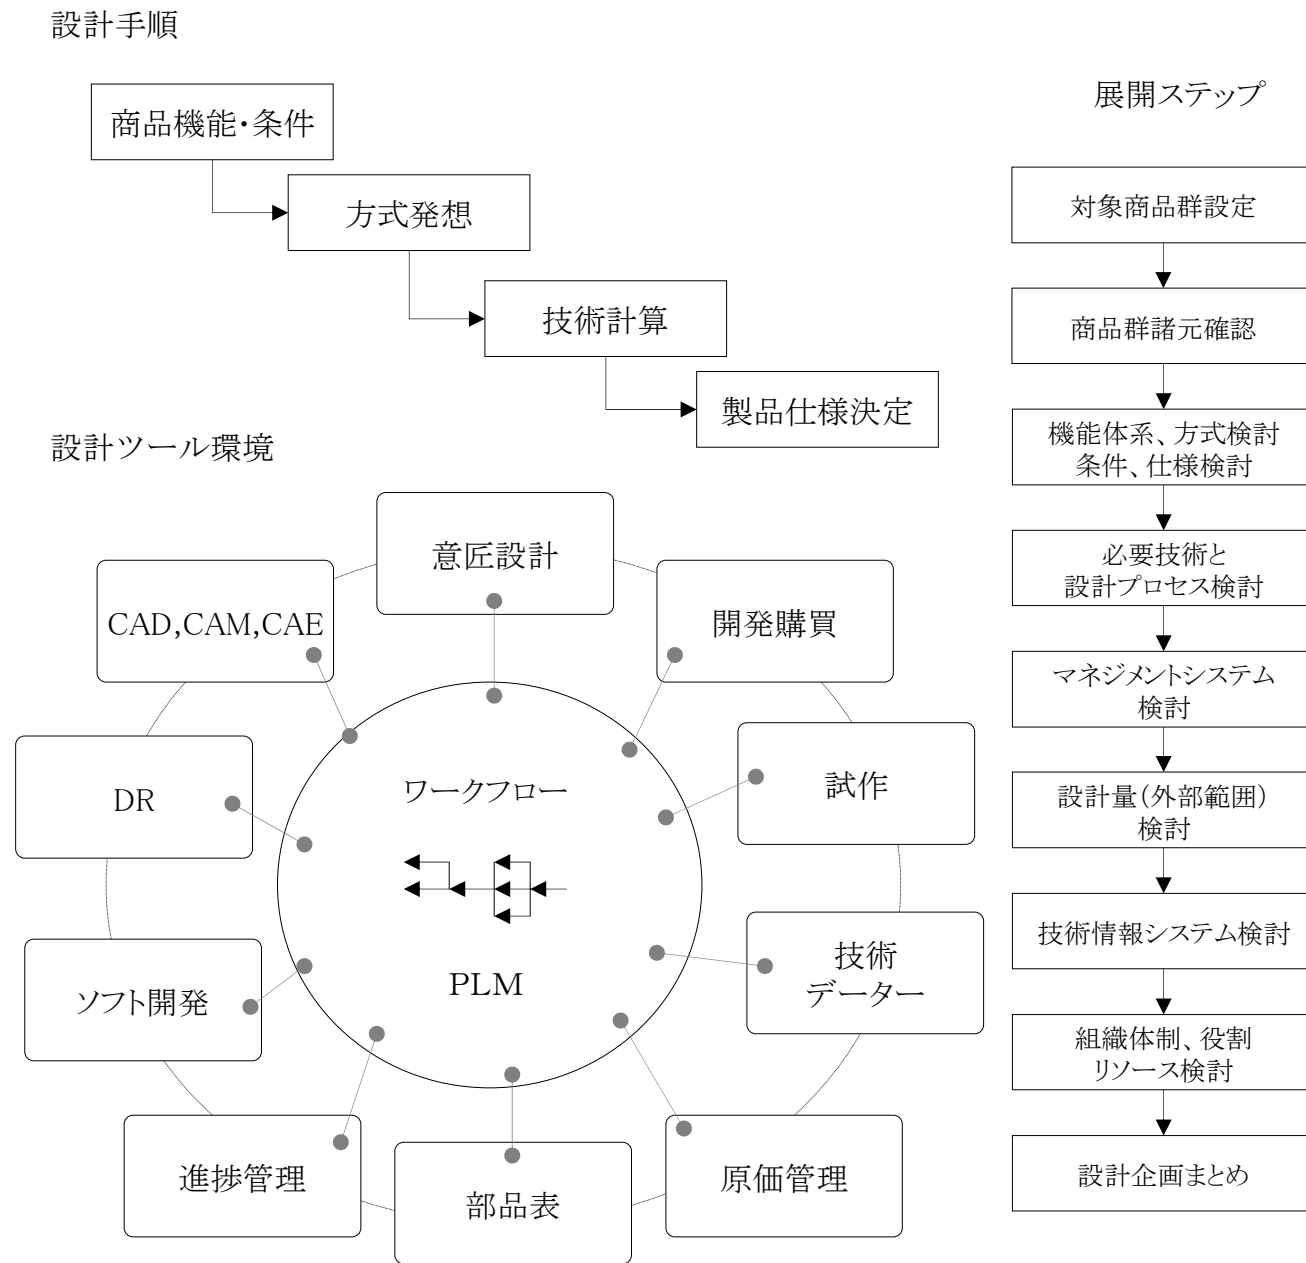 設計手順
商品機能・条件
方式発想
技術計算
製品仕様決定
設計ツール環境
意匠設計
CAD,CAM,CAE
開発購買
DR
試作
ワークフロー
PLM
ソフト開発
技術
データー
進捗管理
部品表
原価管理
展開ステップ
対象商品群設定
商品群諸元確認
機能体系、方式検討
条件、仕様検討
必要技術と
設計プロセス検討
マネジメントシステム
検討
設計量(外部範囲)
検討
技術情報システム検討
組織体制、役割
リソース検討
設計企画まとめ